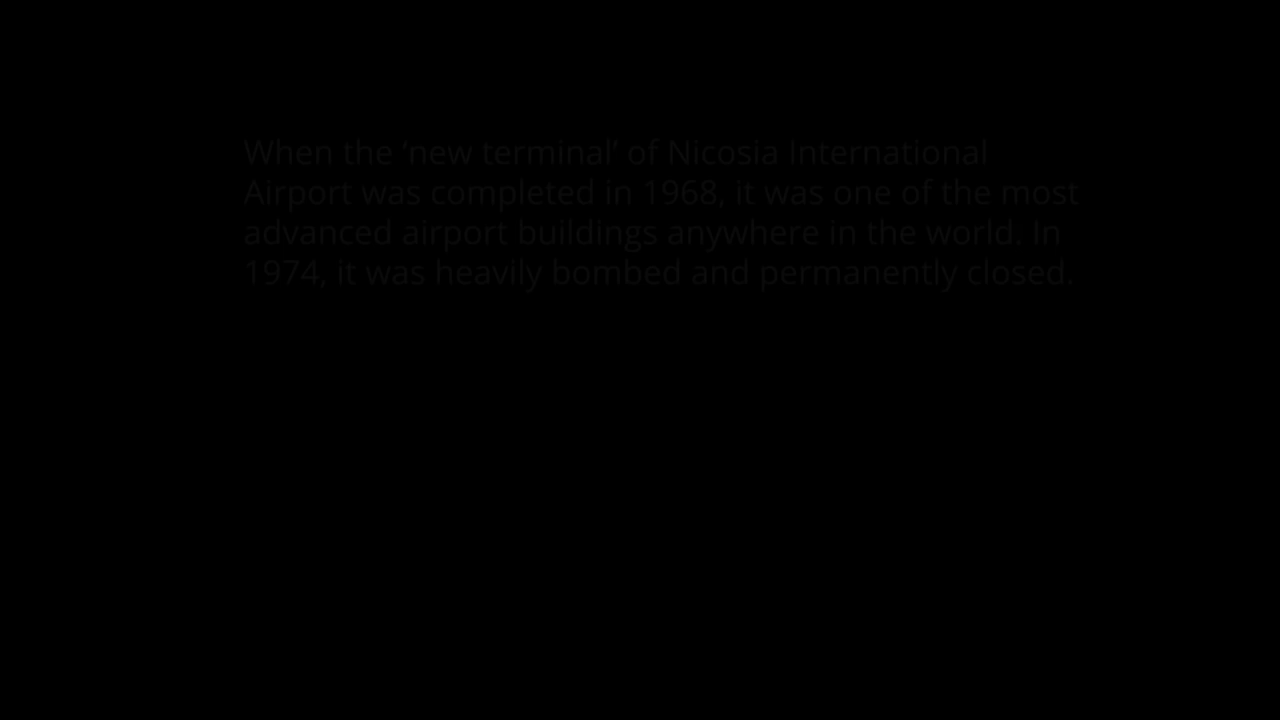 When the ‘new terminal’ of Nicosia International
Airport was completed in 1968, it was one of the most
advanced airport buildings anywhere in the world. In
1974, it was heavily bombed and permanently closed.